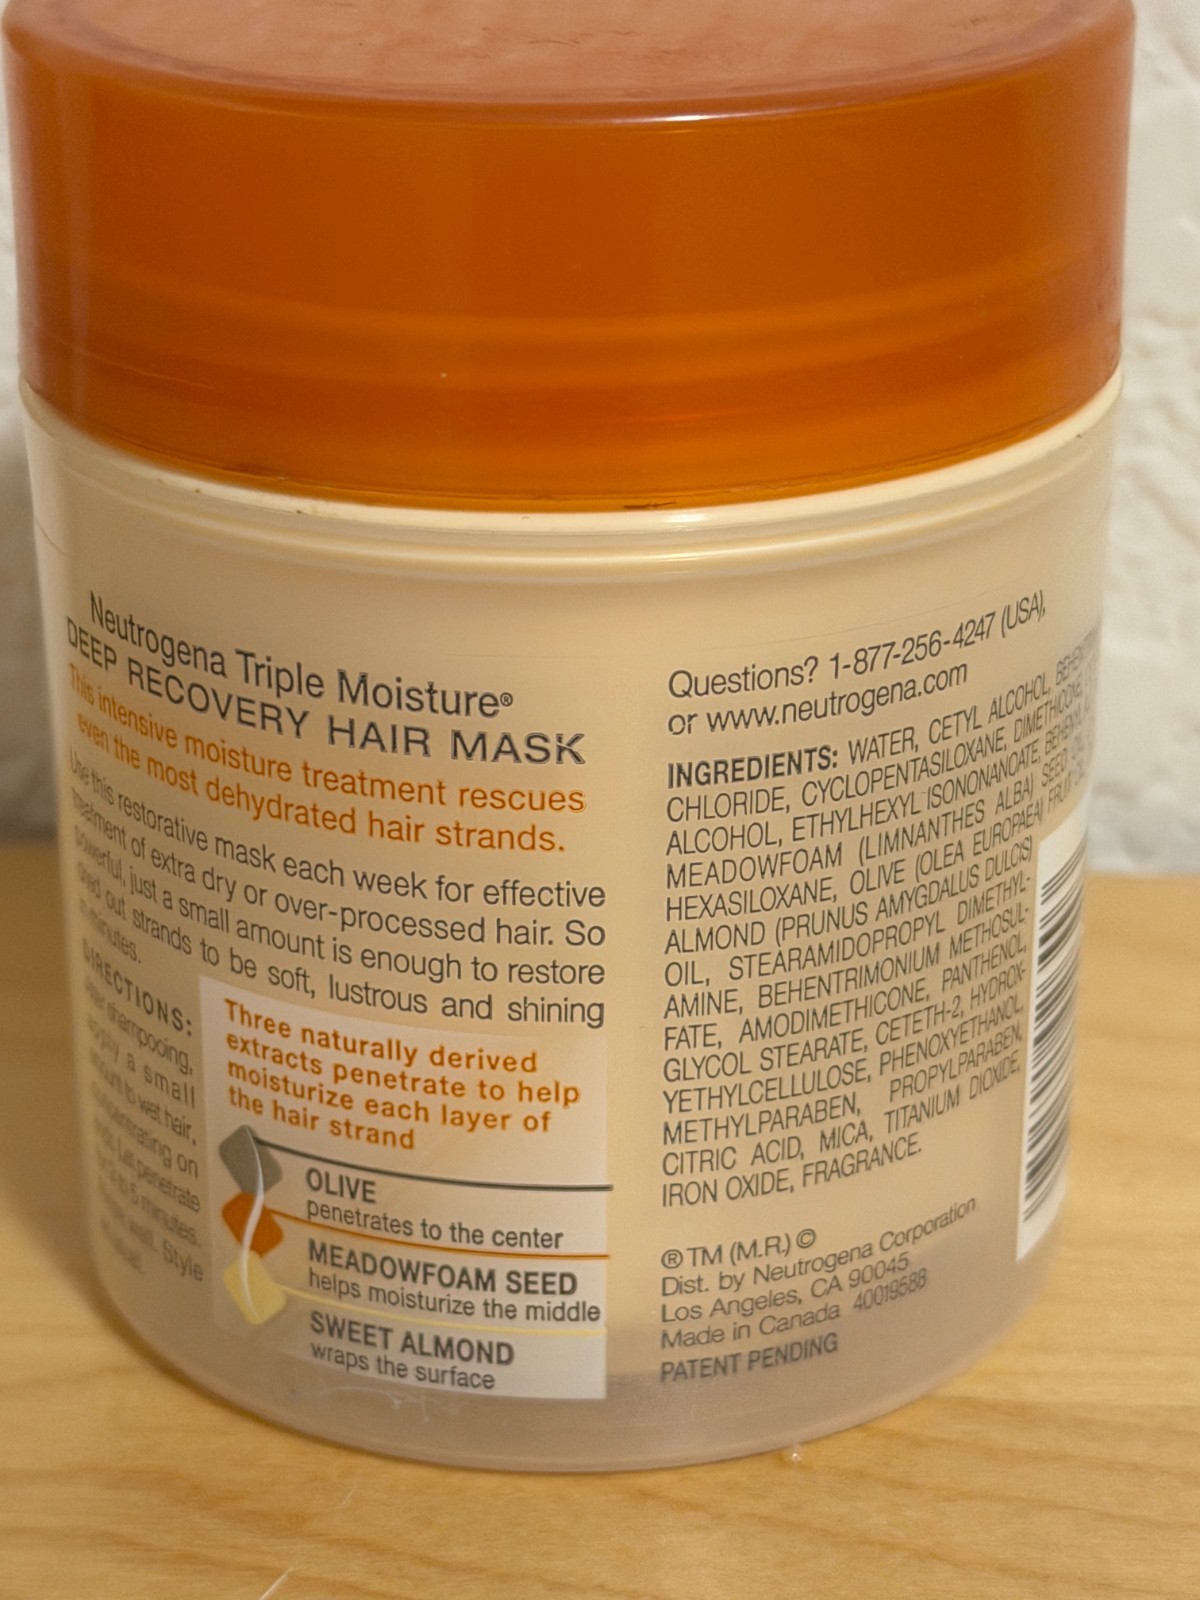 Neutrogena Triple Moisture®
DEEP RECOVERY HAIR MASK
This intensive moisture treatment rescues
even the most dehydrated hair strands.
Use this restorative mask each week for effective
treatment of extra dry or over-processed hair. So
powerful, just a small amount is enough to restore
out strands to be soft, lustrous and shining
minutes.
DIRECTIONS:
shampooing,
apply a small
amount to wet hair,
concentrating on
Let penetrate
5 minutes.
well. Style
Three naturally derived
extracts penetrate to help
moisturize each layer of
the hair strand
OLIVE
penetrates to the center
MEADOWFOAM SEED
helps moisturize the middle
SWEET ALMOND
wraps the surface
Questions? 1-877-256-4247 (USA),
or www.neutrogena.com
INGREDIENTS: WATER, CETYL ALCOHOL,
CHLORIDE, CYCLOPENTASILOXANE, DIMETHICONE,
ALCOHOL, ETHYLHEXYL ISONONANOATE, BEHENYL
MEADOWFOAM (LIMNANTHES ALBA) SEED OIL,
HEXASILOXANE, OLIVE (OLEA EUROPAEA) FRUIT OIL,
ALMOND (PRUNUS AMYGDALUS DULCIS)
OIL, STEARAMIDOPROPYL DIMETHYL-
AMINE, BEHENTRIMONIUM METHOSUL-
FATE, AMODIMETHICONE, PANTHENOL,
GLYCOL STEARATE, CETETH-2, HYDROX-
YETHYLCELLULOSE, PHENOXYETHANOL,
METHYLPARABEN, PROPYLPARABEN,
CITRIC ACID, MICA, TITANIUM DIOXIDE,
IRON OXIDE, FRAGRANCE.
® TM (M.R.) ©
Dist. by Neutrogena Corporation
Los Angeles, CA 90045
Made in Canada 40019588
PATENT PENDING